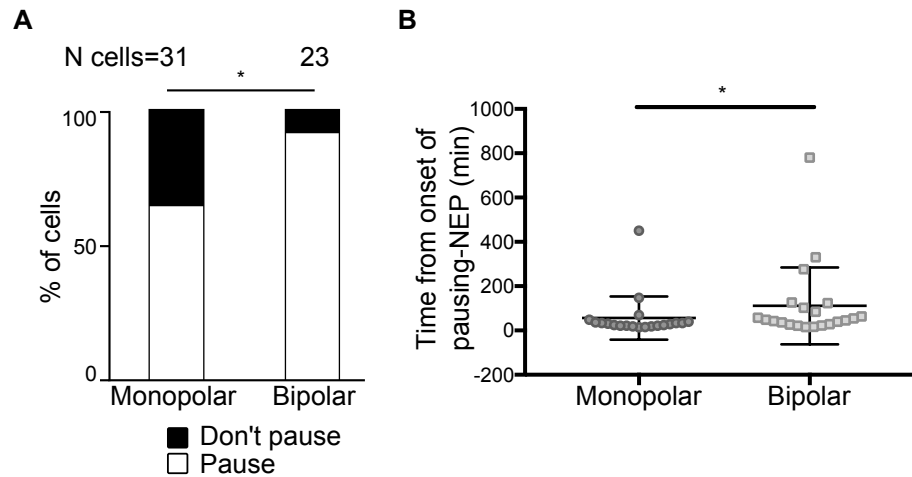 A
N cells=31 23
*
100
50
0
% of cells
Monopolar Bipolar
Don't pause
Pause
B
*
Time from onset of
pausing-NEP (min)
1000
800
600
400
200
0
-200
Monopolar Bipolar